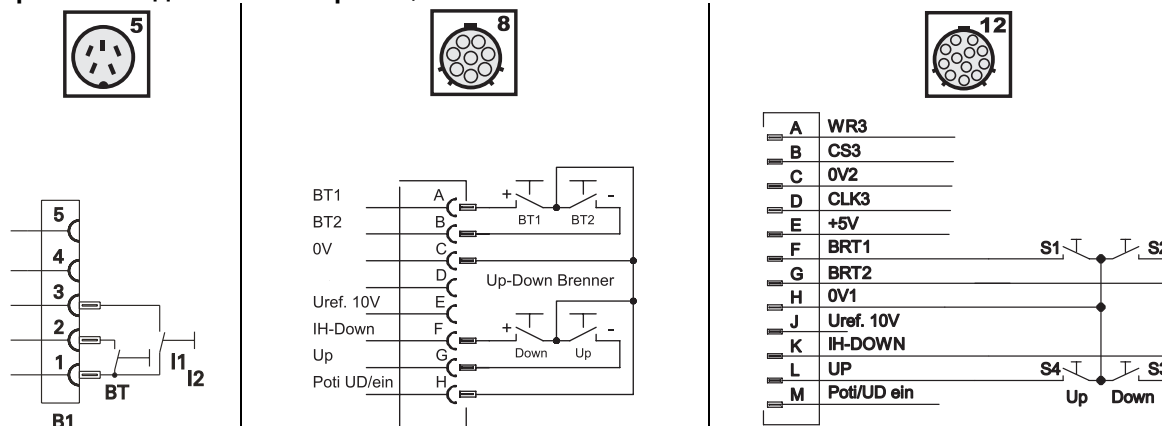 5
8
12
5
4
3
2
1
BT
I1
I2
B1
BT1
BT2
0V
Uref. 10V
IH-Down
Up
Poti UD/ein
A
B
C
D
E
F
G
H
+
BT1
BT2
-
Up-Down Brenner
+
Down
Up
-
A WR3
B CS3
C 0V2
D CLK3
E +5V
F BRT1
G BRT2
H 0V1
J Uref. 10V
K IH-DOWN
L UP
M Poti/UD ein
S1
S2
S4
S3
Up
Down